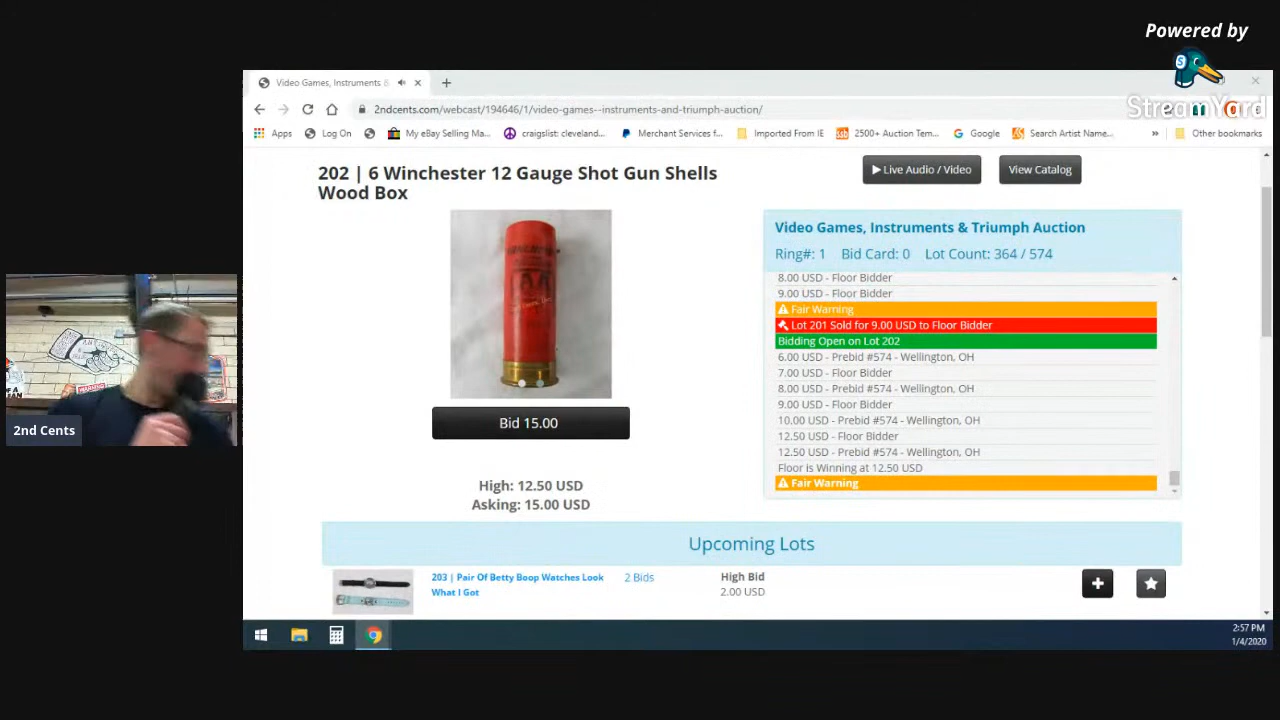 Powered by
StreamYard
Video Games, Instruments &
2ndcents.com/webcast/194646/1/video-games--instruments-and-triumph-auction/
Apps
Log On
My eBay Selling Ma...
craigslist: cleveland...
Merchant Services f...
Imported From IE
2500+ Auction Tem...
Google
Search Artist Name...
»
Other bookmarks
202 | 6 Winchester 12 Gauge Shot Gun Shells
Wood Box
Live Audio / Video
View Catalog
Video Games, Instruments & Triumph Auction
Ring#: 1 Bid Card: 0 Lot Count: 364 / 574
8.00 USD - Floor Bidder
9.00 USD - Floor Bidder
Fair Warning
Lot 201 Sold for 9.00 USD to Floor Bidder
Bidding Open on Lot 202
6.00 USD - Prebid #574 - Wellington, OH
7.00 USD - Floor Bidder
8.00 USD - Prebid #574 - Wellington, OH
9.00 USD - Floor Bidder
10.00 USD - Prebid #574 - Wellington, OH
12.50 USD - Floor Bidder
12.50 USD - Prebid #574 - Wellington, OH
Floor is Winning at 12.50 USD
Fair Warning
Bid 15.00
High: 12.50 USD
Asking: 15.00 USD
2nd Cents
Upcoming Lots
203 | Pair Of Betty Boop Watches Look
What I Got
2 Bids
High Bid
2.00 USD
2:57 PM
1/4/2020